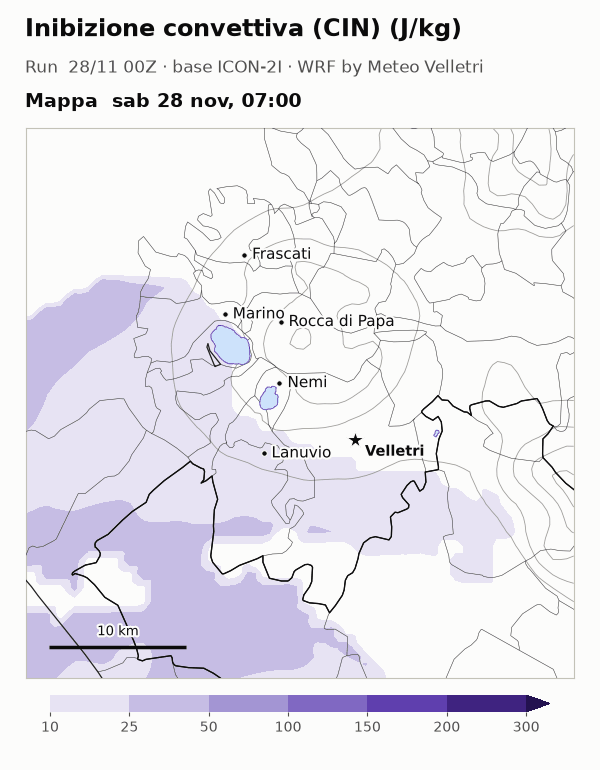 Inibizione convettiva (CIN) (J/kg)
Run 28/11 00Z · base ICON-2I · WRF by Meteo Velletri
Mappa sab 28 nov, 07:00
Frascati
Marino
Rocca di Papa
Nemi
Velletri
Lanuvio
10 km
10 25 50 100 150 200 300